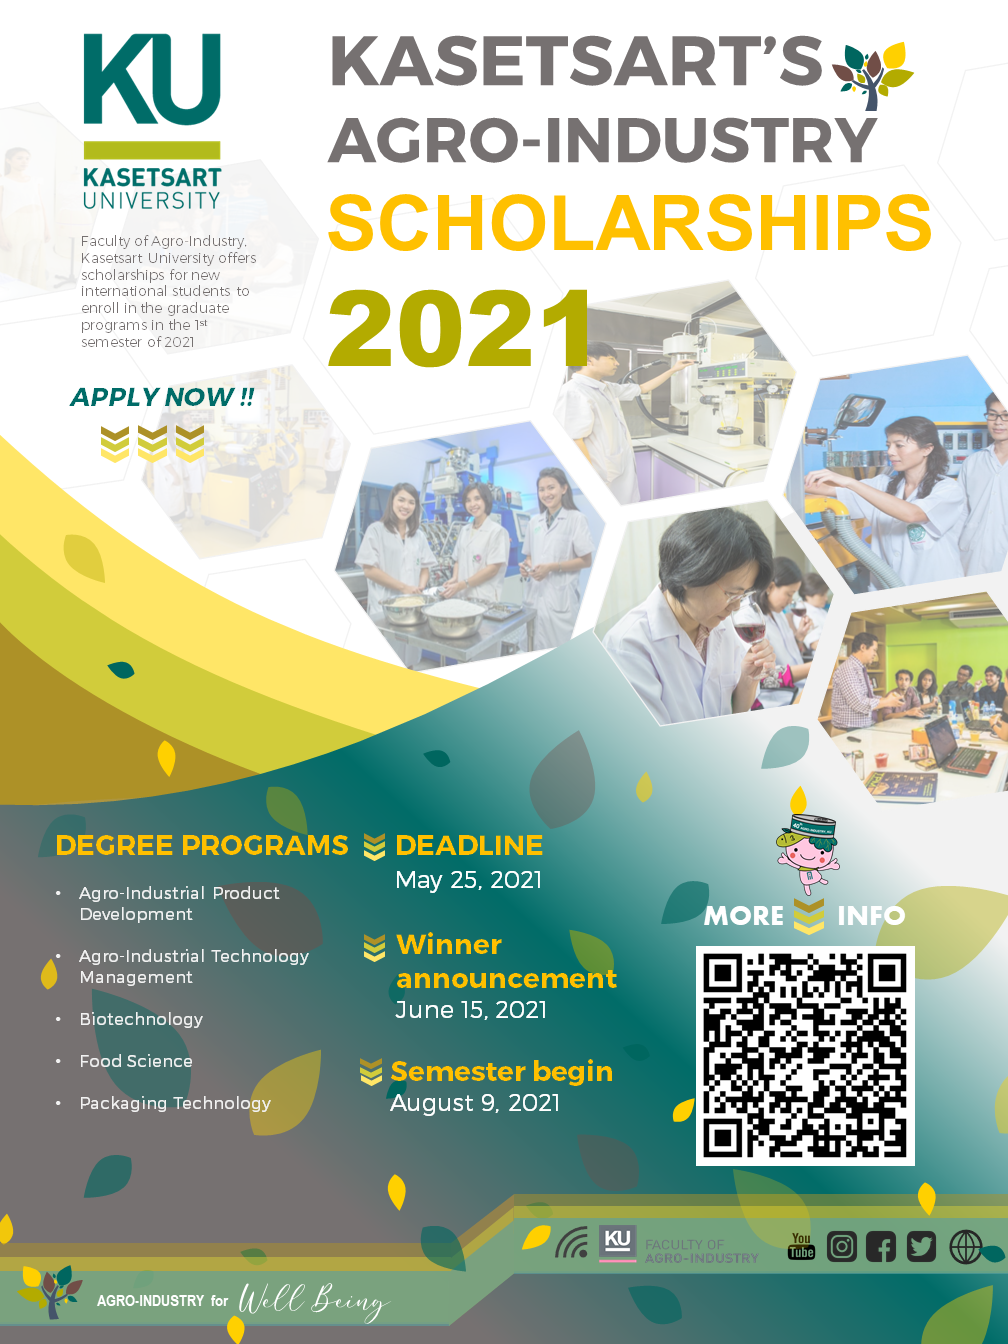 KU
KASETSART
UNIVERSITY
KASETSART'S
AGRO-INDUSTRY
SCHOLARSHIPS
2021
Faculty of Agro-Industry,
Kasetsart University offers
scholarships for new
international students to
enroll in the graduate
programs in the 1st
semester of 2021
APPLY NOW !!
DEGREE PROGRAMS
• Agro-Industrial Product
Development
• Agro-Industrial Technology
Management
• Biotechnology
• Food Science
• Packaging Technology
DEADLINE
May 25, 2021
Winner
announcement
June 15, 2021
Semester begin
August 9, 2021
MORE INFO
KU
FACULTY OF
AGRO-INDUSTRY
You
Tube
AGRO-INDUSTRY for Well Being